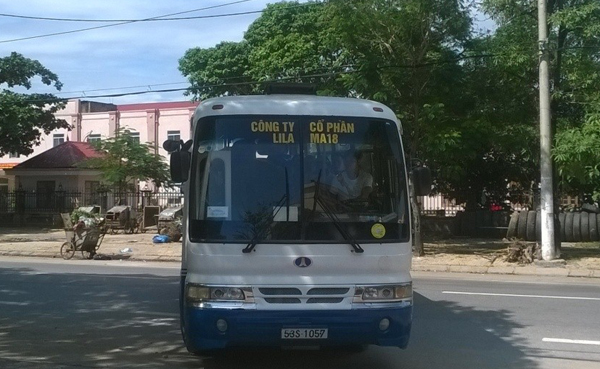 CÔNG TY CỔ PHẦN
LILA MA18
53S 1057